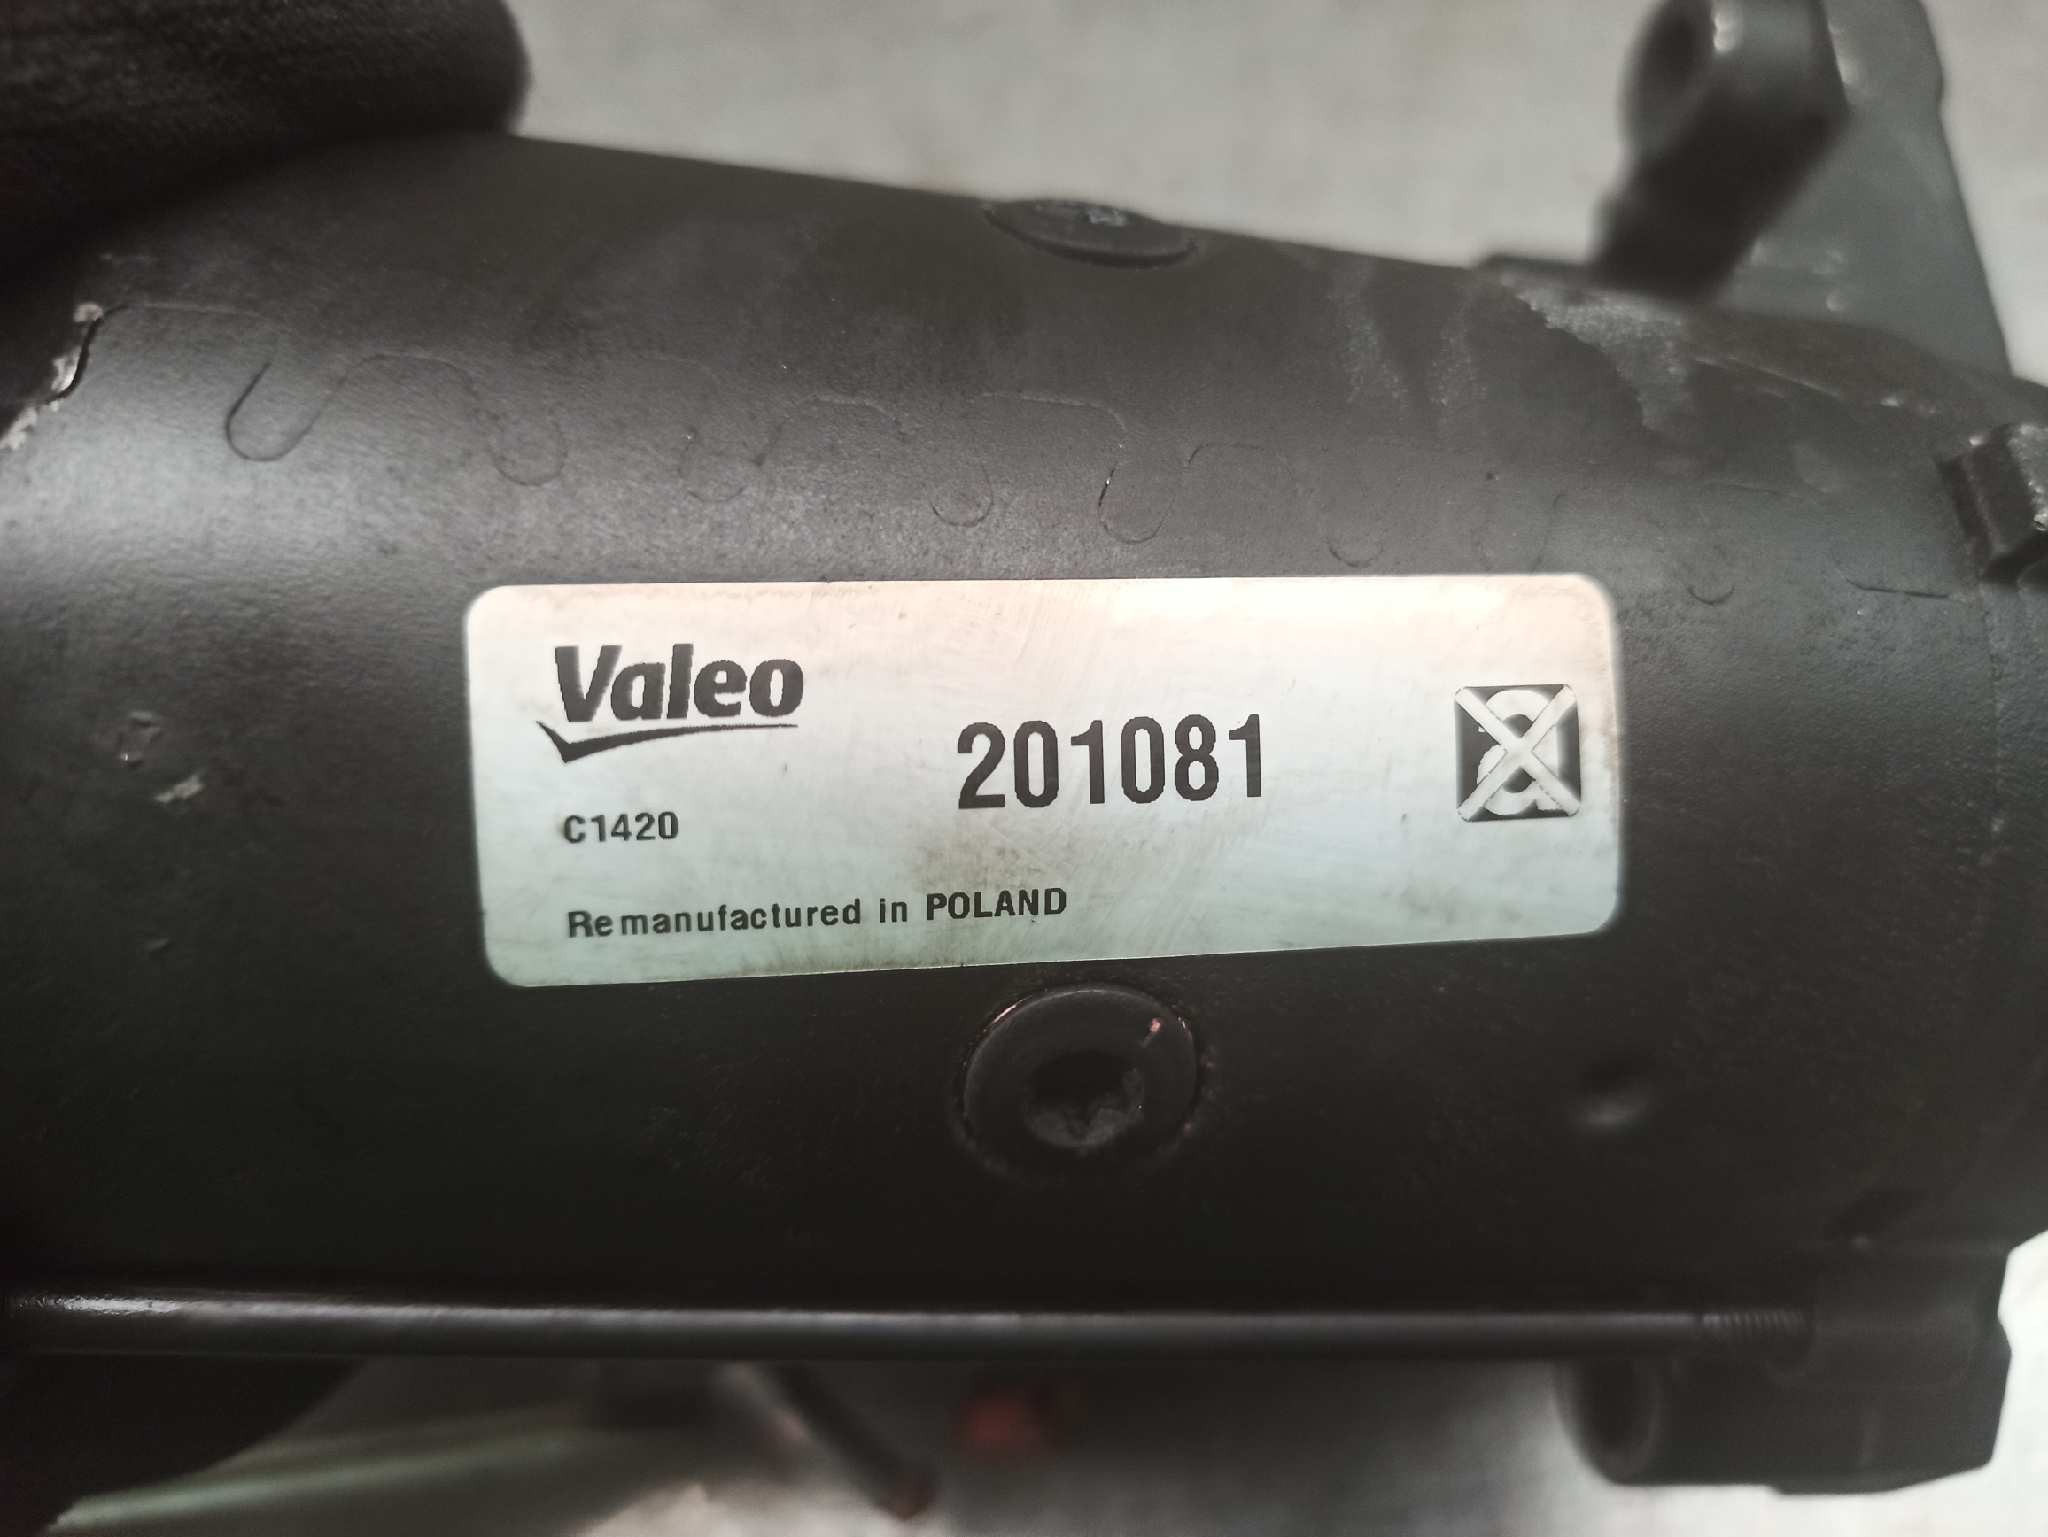 Valeo
201081
C1420
Remanufactured in POLAND